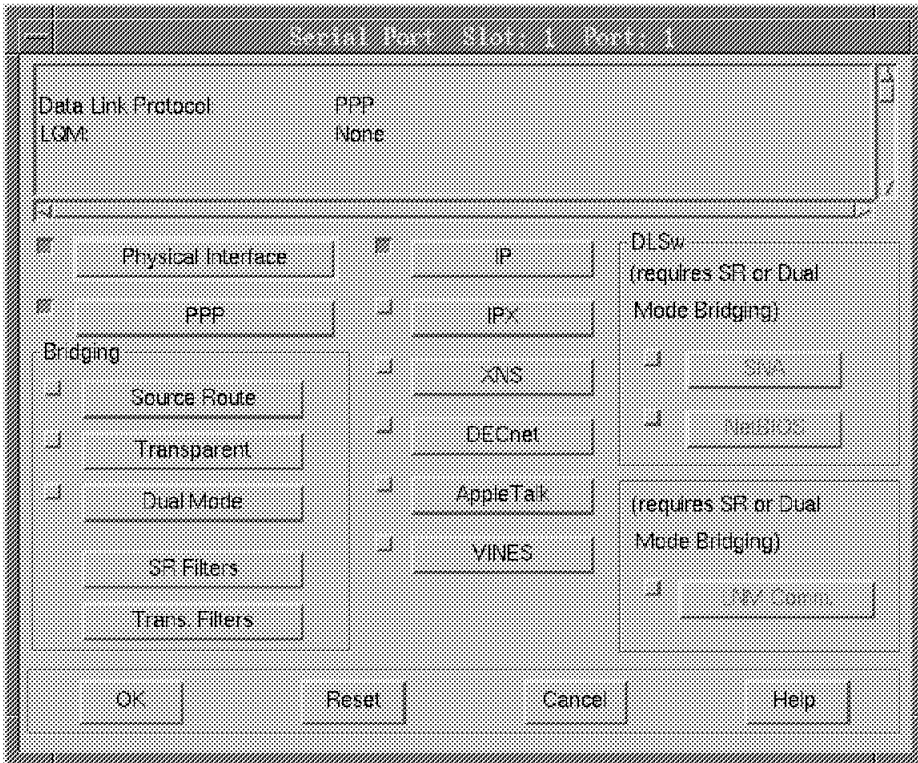 Serial Port Slot: 1 Port: 1
Data Link Protocol PPP
LQM: None
Physical Interface
PPP
Bridging
Source Route
Transparent
Dual Mode
SR Filters
Trans. Filters
IP
IPX
XNS
DECnet
AppleTalk
VINES
DLSw
(requires SR or Dual
Mode Bridging)
SNA
NetBIOS
(requires SR or Dual
Mode Bridging)
LNM Comm.
OK Reset Cancel Help